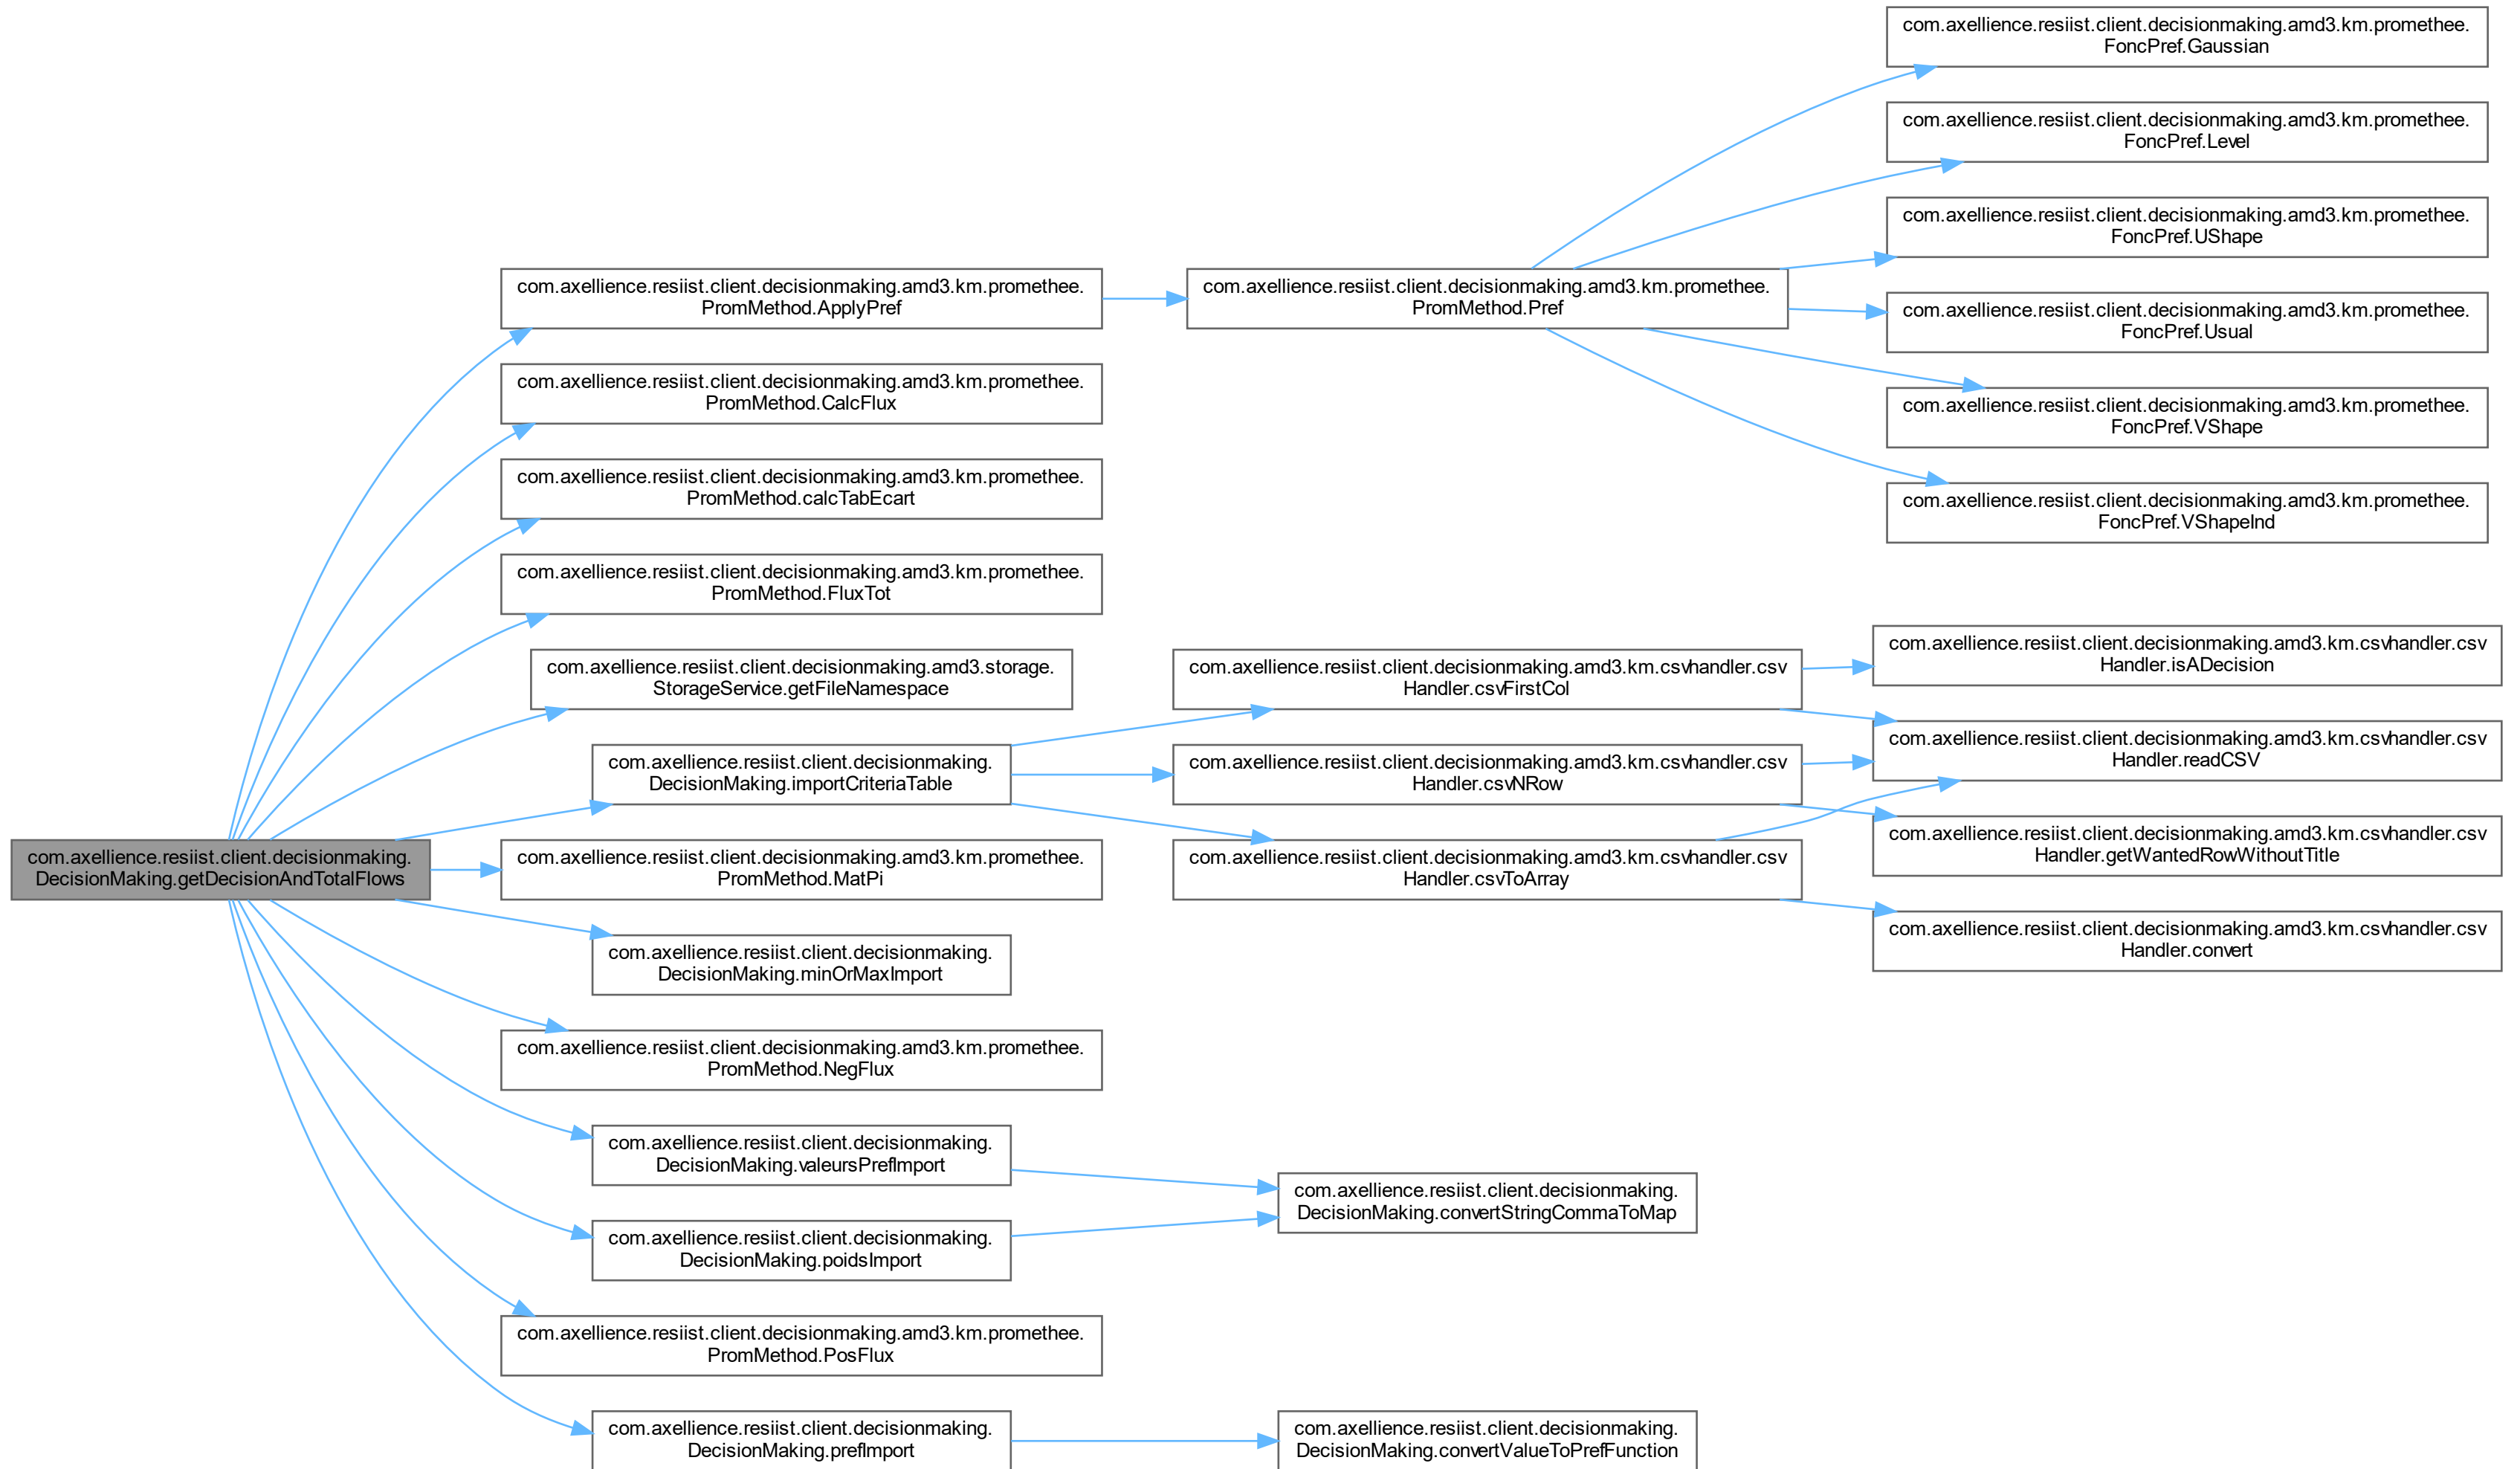 com.axellience.resiist.client.decisionmaking.
DecisionMaking.getDecisionAndTotalFlows
com.axellience.resiist.client.decisionmaking.amd3.km.promethee.
PromMethod.ApplyPref
com.axellience.resiist.client.decisionmaking.amd3.km.promethee.
PromMethod.CalcFlux
com.axellience.resiist.client.decisionmaking.amd3.km.promethee.
PromMethod.calcTabEcart
com.axellience.resiist.client.decisionmaking.amd3.km.promethee.
PromMethod.FluxTot
com.axellience.resiist.client.decisionmaking.amd3.storage.
StorageService.getFileNamespace
com.axellience.resiist.client.decisionmaking.
DecisionMaking.importCriteriaTable
com.axellience.resiist.client.decisionmaking.amd3.km.promethee.
PromMethod.MatPi
com.axellience.resiist.client.decisionmaking.
DecisionMaking.minOrMaxImport
com.axellience.resiist.client.decisionmaking.amd3.km.promethee.
PromMethod.NegFlux
com.axellience.resiist.client.decisionmaking.
DecisionMaking.valeursPrefImport
com.axellience.resiist.client.decisionmaking.
DecisionMaking.poidsImport
com.axellience.resiist.client.decisionmaking.amd3.km.promethee.
PromMethod.PosFlux
com.axellience.resiist.client.decisionmaking.
DecisionMaking.prefImport
com.axellience.resiist.client.decisionmaking.amd3.km.promethee.
PromMethod.Pref
com.axellience.resiist.client.decisionmaking.amd3.km.csvhandler.csv
Handler.csvFirstCol
com.axellience.resiist.client.decisionmaking.amd3.km.csvhandler.csv
Handler.csvNRow
com.axellience.resiist.client.decisionmaking.amd3.km.csvhandler.csv
Handler.csvToArray
com.axellience.resiist.client.decisionmaking.
DecisionMaking.convertStringCommaToMap
com.axellience.resiist.client.decisionmaking.
DecisionMaking.convertValueToPrefFunction
com.axellience.resiist.client.decisionmaking.amd3.km.promethee.
FoncPref.Gaussian
com.axellience.resiist.client.decisionmaking.amd3.km.promethee.
FoncPref.Level
com.axellience.resiist.client.decisionmaking.amd3.km.promethee.
FoncPref.UShape
com.axellience.resiist.client.decisionmaking.amd3.km.promethee.
FoncPref.Usual
com.axellience.resiist.client.decisionmaking.amd3.km.promethee.
FoncPref.VShape
com.axellience.resiist.client.decisionmaking.amd3.km.promethee.
FoncPref.VShapeInd
com.axellience.resiist.client.decisionmaking.amd3.km.csvhandler.csv
Handler.isADecision
com.axellience.resiist.client.decisionmaking.amd3.km.csvhandler.csv
Handler.readCSV
com.axellience.resiist.client.decisionmaking.amd3.km.csvhandler.csv
Handler.getWantedRowWithoutTitle
com.axellience.resiist.client.decisionmaking.amd3.km.csvhandler.csv
Handler.convert